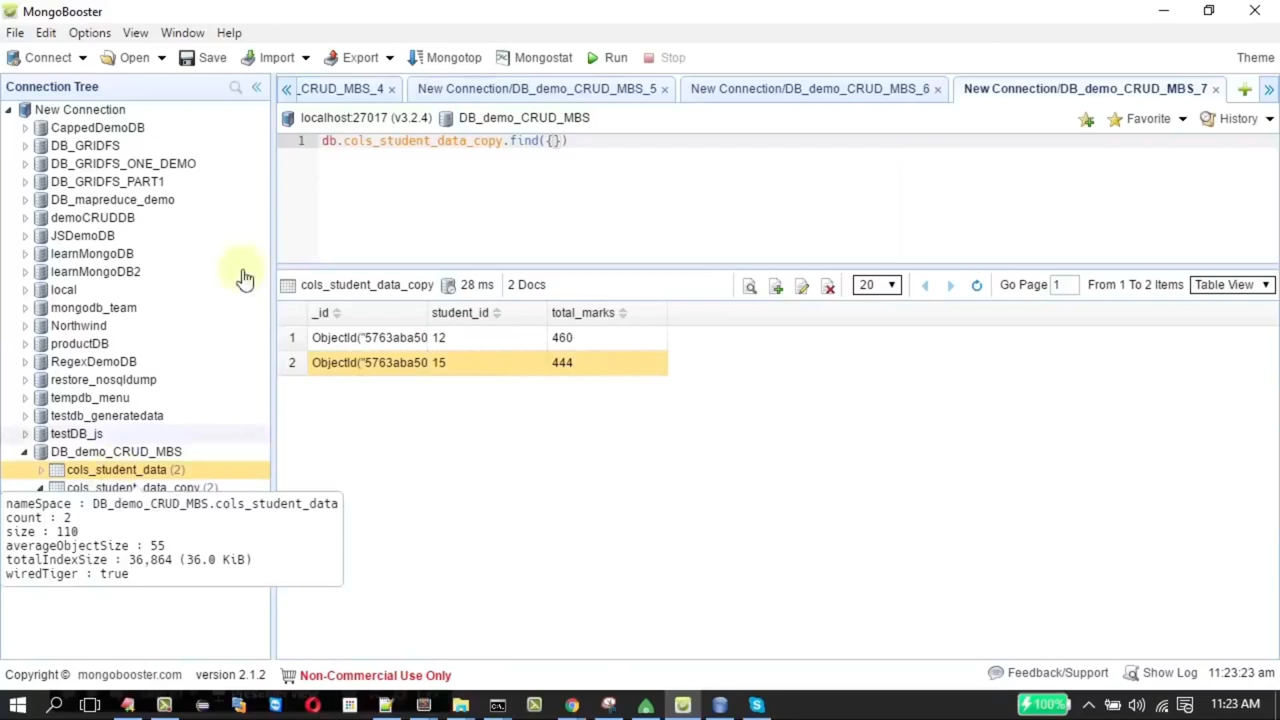 MongoBooster
File Edit Options View Window Help
Connect Open Save Import Export Mongotop Mongostat Run Stop Theme
Connection Tree
_CRUD_MBS_4 × New Connection/DB_demo_CRUD_MBS_5 × New Connection/DB_demo_CRUD_MBS_6 × New Connection/DB_demo_CRUD_MBS_7 ×
localhost:27017 (v3.2.4) DB_demo_CRUD_MBS Favorite History
1 db.cols_student_data_copy.find({})
New Connection
CappedDemoDB
DB_GRIDFS
DB_GRIDFS_ONE_DEMO
DB_GRIDFS_PART1
DB_mapreduce_demo
demoCRUDDB
JSDemoDB
learnMongoDB
learnMongoDB2
local
mongodb_team
Northwind
productDB
RegexDemoDB
restore_nosqldump
tempdb_menu
testdb_generatedata
testDB_js
DB_demo_CRUD_MBS
cols_student_data (2)
cols_student_data_copy (2)
nameSpace : DB_demo_CRUD_MBS.cols_student_data
count : 2
size : 110
averageObjectSize : 55
totalIndexSize : 36,864 (36.0 KiB)
wiredTiger : true
cols_student_data_copy 28 ms 2 Docs 20 Go Page 1 From 1 To 2 Items Table View
_id student_id total_marks
1 ObjectId("5763aba50 12 460
2 ObjectId("5763aba50 15 444
Copyright © mongobooster.com version 2.1.2 Non-Commercial Use Only Feedback/Support Show Log 11:23:23 am
100% 11:23 AM